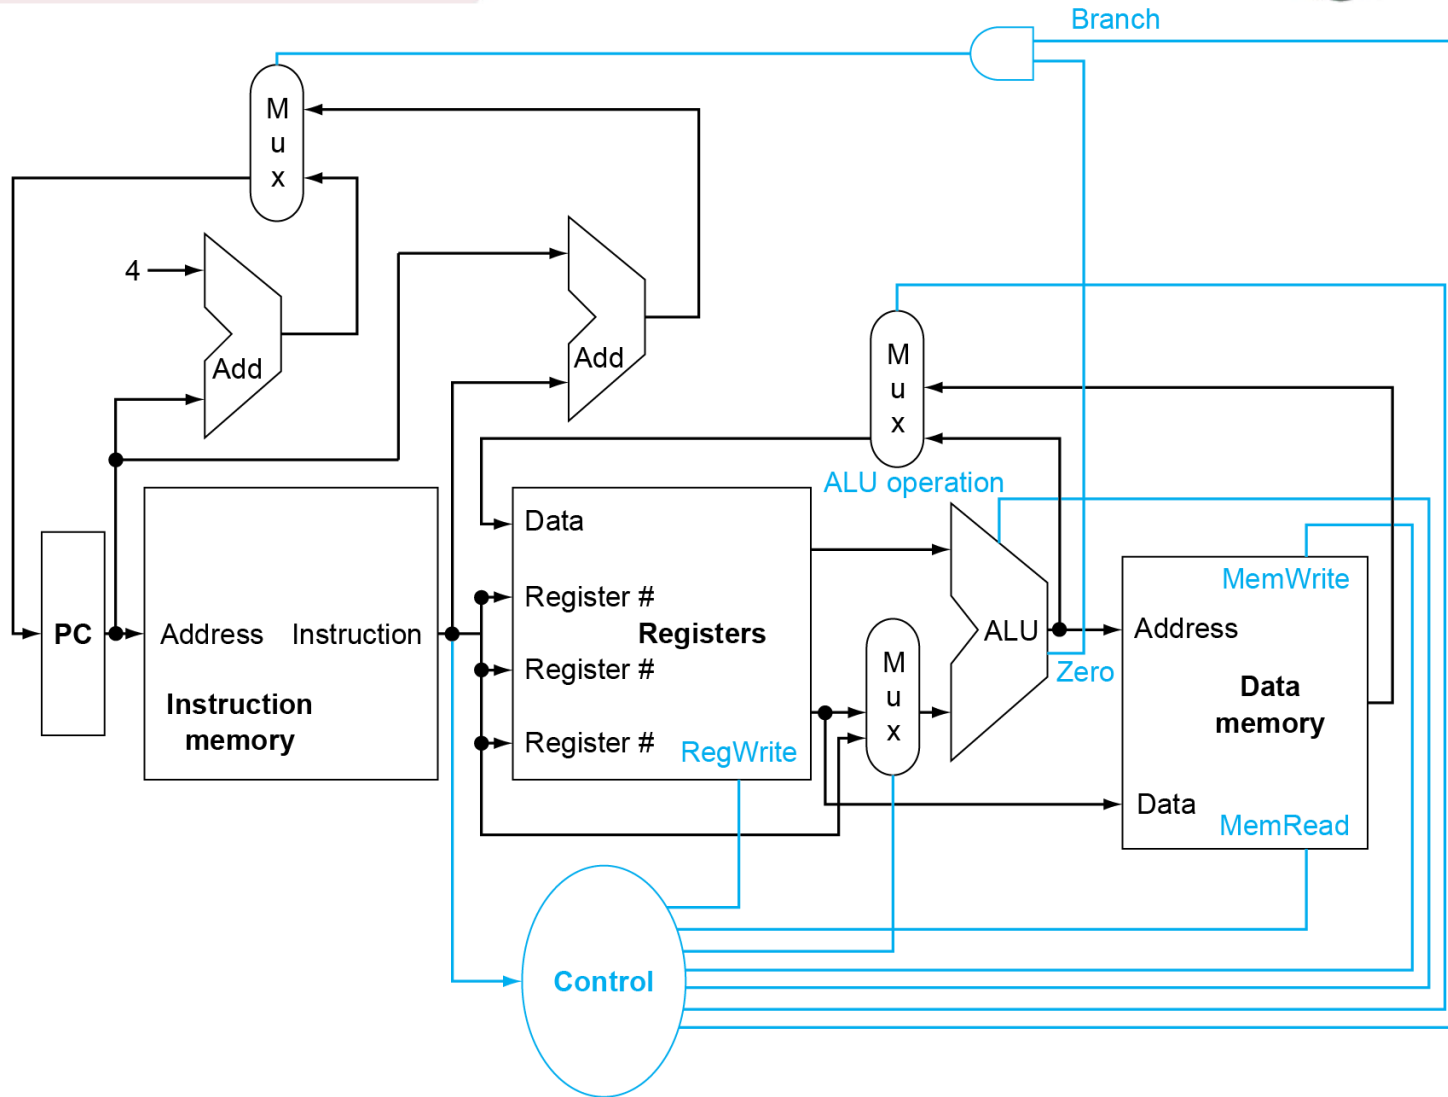 Branch
M
u
x
4
Add
Add
M
u
x
ALU operation
Data
Register #
Register #
Register #
Registers
RegWrite
PC
Address
Instruction
Instruction
memory
M
u
x
ALU
Zero
MemWrite
Address
Data
memory
Data
MemRead
Control